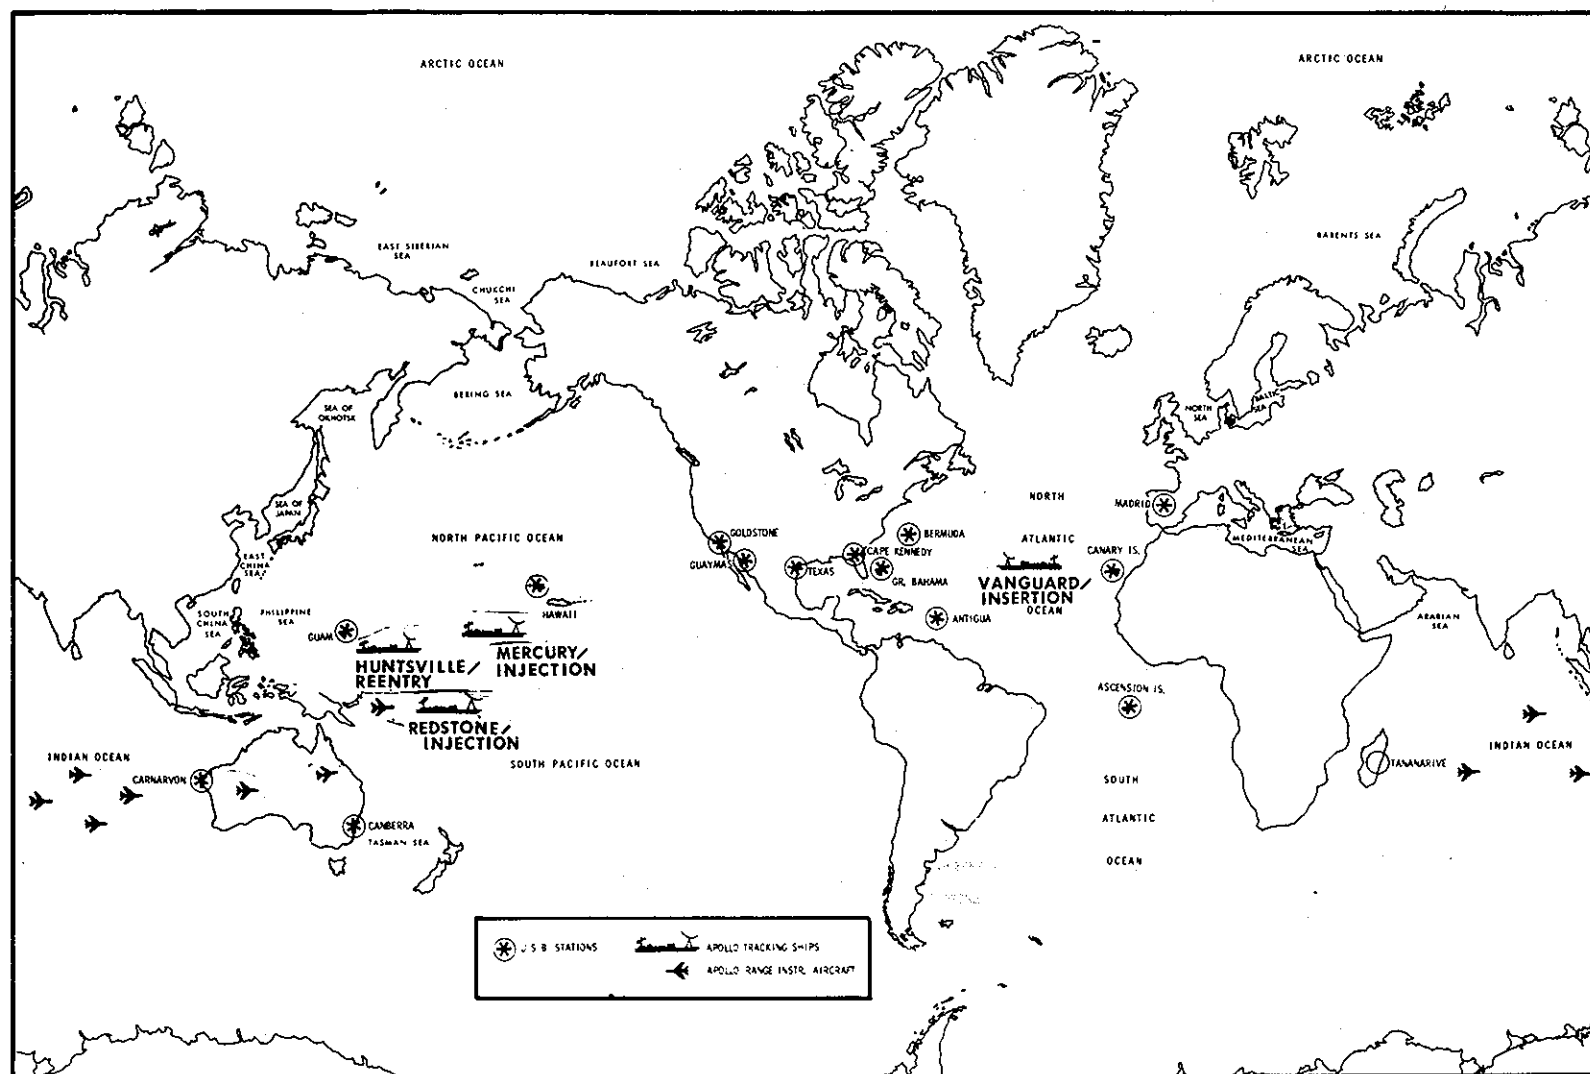 ARCTIC OCEAN
ARCTIC OCEAN
EAST SIBERIAN
SEA
BEAUFORT SEA
BARENTS SEA
CHUKCHI
SEA
BERING SEA
SEA OF
OKHOTSK
NORTH
SEA
BALTIC
SEA
SEA OF
JAPAN
NORTH
MADRID
GOLDSTONE
BERMUDA
NORTH PACIFIC OCEAN
ATLANTIC
MEDITERRANEAN
SEA
EAST
CHINA
SEA
CAPE
KENNEDY
CANARY IS.
GUAYMAS
TEXAS
GR. BAHAMA
VANGUARD/
INSERTION
OCEAN
SOUTH
CHINA
SEA
PHILIPPINE
SEA
HAWAII
ANTIGUA
ARABIAN
SEA
GUAM
HUNTSVILLE/
REENTRY
MERCURY/
INJECTION
ASCENSION IS.
REDSTONE/
INJECTION
INDIAN OCEAN
SOUTH PACIFIC OCEAN
INDIAN OCEAN
CARNARVON
TANANARIVE
SOUTH
ATLANTIC
OCEAN
CANBERRA
TASMAN SEA
U S B STATIONS
APOLLO TRACKING SHIPS
APOLLO RANGE INSTR. AIRCRAFT